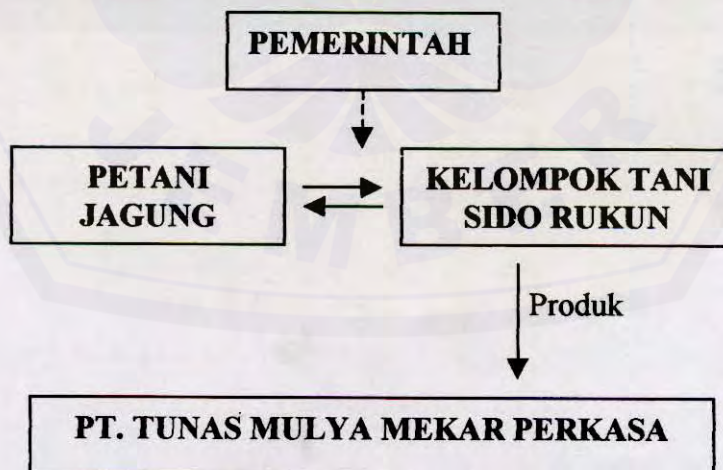 PEMERINTAH
PETANI
JAGUNG
KELOMPOK TANI
SIDO RUKUN
Produk
PT. TUNAS MULYA MEKAR PERKASA